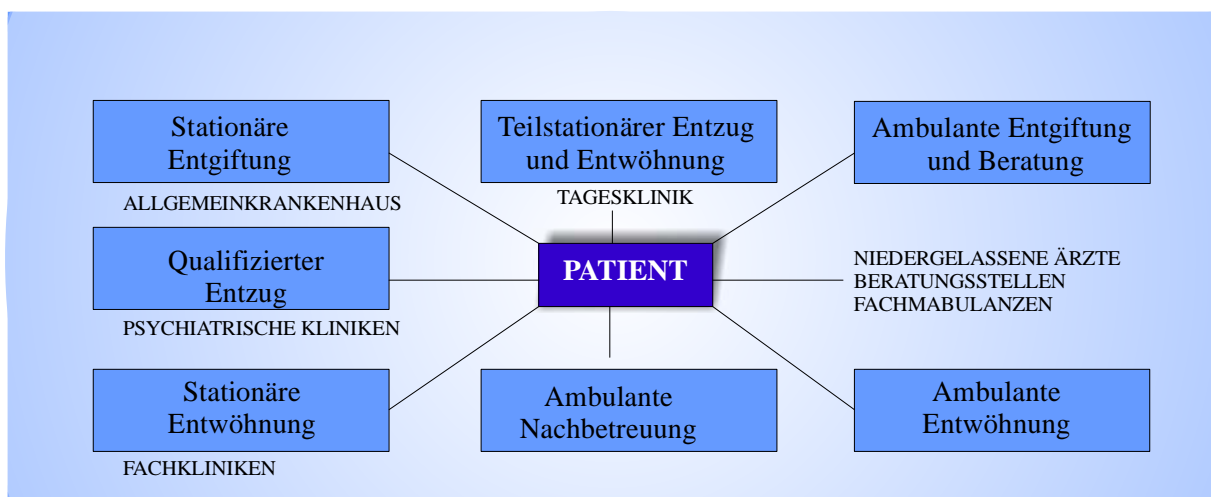 Stationäre
Entgiftung
ALLGEMEINKRANKENHAUS
Teilstationärer Entzug
und Entwöhnung
TAGESKLINIK
Ambulante Entgiftung
und Beratung
Qualifizierter
Entzug
PSYCHIATRISCHE KLINIKEN
PATIENT
NIEDERGELASSENE ÄRZTE
BERATUNGSSTELLEN
FACHMABULANZEN
Stationäre
Entwöhnung
FACHKLINIKEN
Ambulante
Nachbetreuung
Ambulante
Entwöhnung